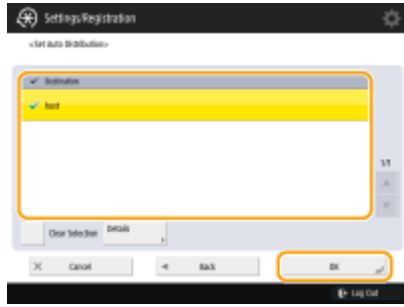 Settings/Registration
<Set Auto Distribution>
Destination
host
1/1
Clear Selection
Details
Cancel
Back
OK
Log Out